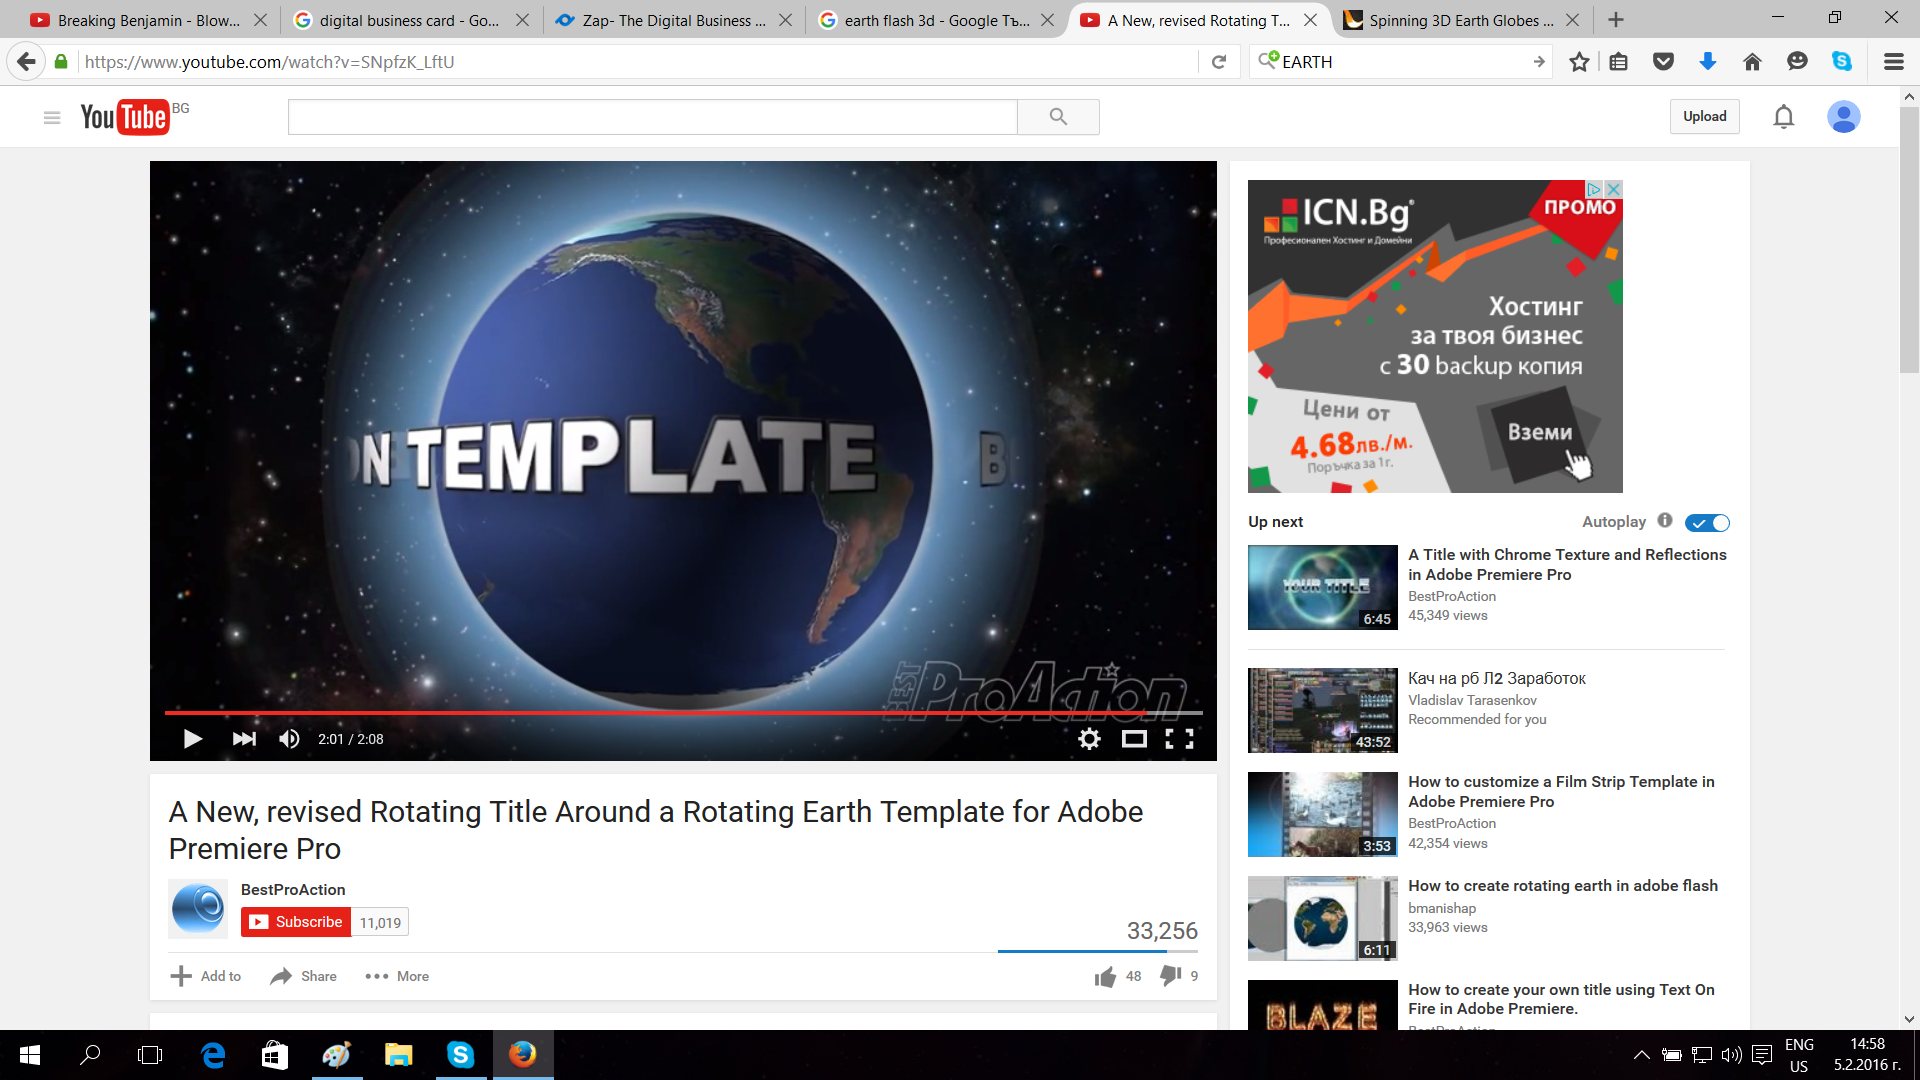 Breaking Benjamin - Blow...
digital business card - Go...
Zap- The Digital Business ...
earth flash 3d - Google Тъ...
A New, revised Rotating T...
Spinning 3D Earth Globes ...
https://www.youtube.com/watch?v=SNpfzK_LftU
EARTH
YouTube BG
Upload
ON TEMPLATE B
BEST ProAction
2:01 / 2:08
A New, revised Rotating Title Around a Rotating Earth Template for Adobe
Premiere Pro
BestProAction
Subscribe 11,019
33,256
Add to
Share
More
48
9
ICN.Bg
Професионален Хостинг и Домейни
ПРОМО
Хостинг
за твоя бизнес
с 30 backup копия
Цени от
4.68лв./м.
Поръчка за 1г.
Вземи
Up next
Autoplay
A Title with Chrome Texture and Reflections
in Adobe Premiere Pro
BestProAction
45,349 views
YOUR TITLE
6:45
Кач на рб Л2 Заработок
Vladislav Tarasenkov
Recommended for you
43:52
How to customize a Film Strip Template in
Adobe Premiere Pro
BestProAction
42,354 views
3:53
How to create rotating earth in adobe flash
bmanishap
33,963 views
6:11
How to create your own title using Text On
Fire in Adobe Premiere.
BestProAction
BLAZE
ENG
US
14:58
5.2.2016 г.